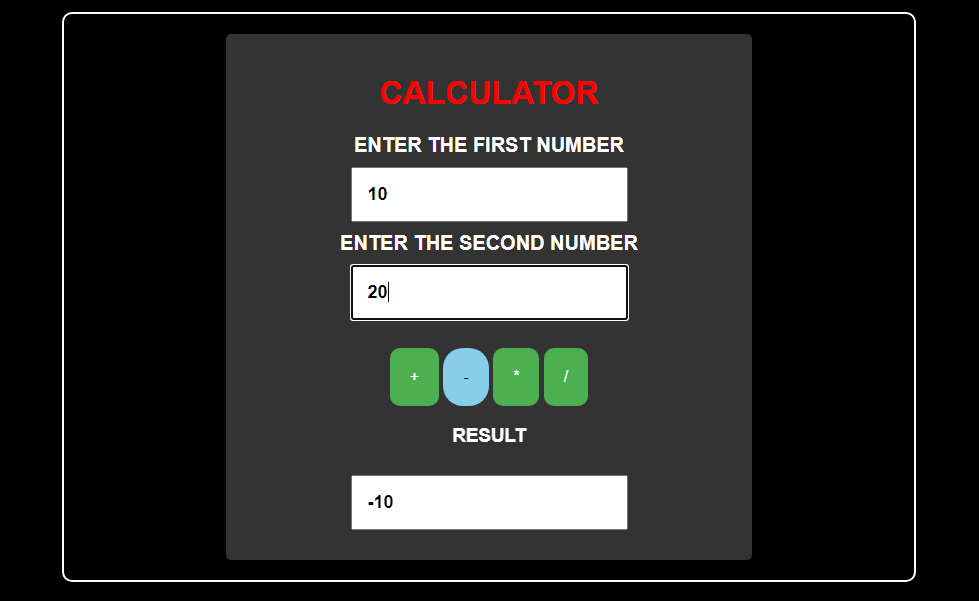 CALCULATOR
ENTER THE FIRST NUMBER
10
ENTER THE SECOND NUMBER
20
+ - * /
RESULT
-10